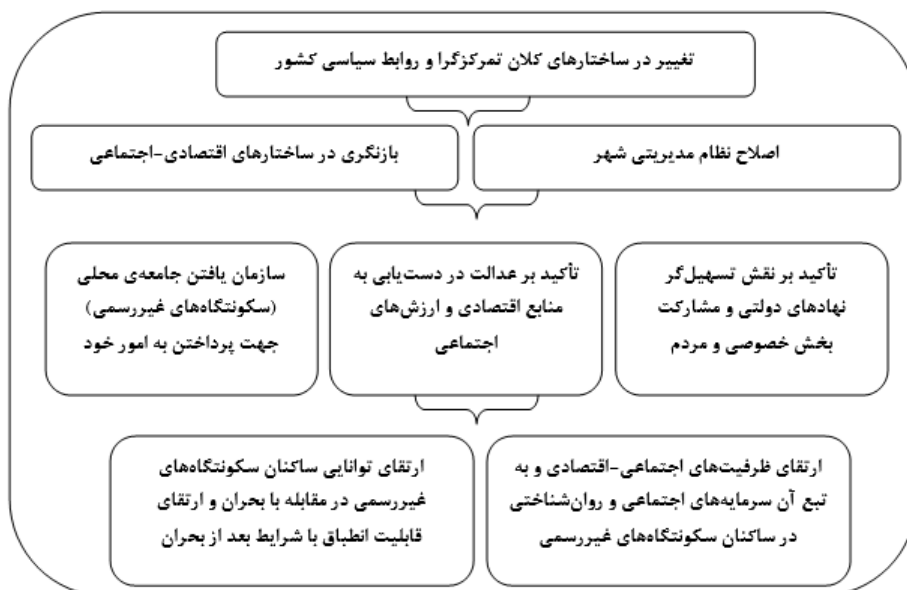 تغییر در ساختارهای کلان تمرکزگرا و روابط سیاسی کشور
اصلاح نظام مدیریتی شهر
بازنگری در ساختارهای اقتصادی-اجتماعی
تأکید بر نقش تسهیل‌گر
نهادهای دولتی و مشارکت
بخش خصوصی و مردم
تأکید بر عدالت در دست‌یابی به
منابع اقتصادی و ارزش‌های
اجتماعی
سازمان یافتن جامعه‌ی محلی
(سکونتگاه‌های غیررسمی)
جهت پرداختن به امور خود
ارتقای ظرفیت‌های اجتماعی-اقتصادی و به
تبع آن سرمایه‌های اجتماعی و روان‌شناختی
در ساکنان سکونتگاه‌های غیررسمی
ارتقای توانایی ساکنان سکونتگاه‌های
غیررسمی در مقابله با بحران و ارتقای
قابلیت انطباق با شرایط بعد از بحران